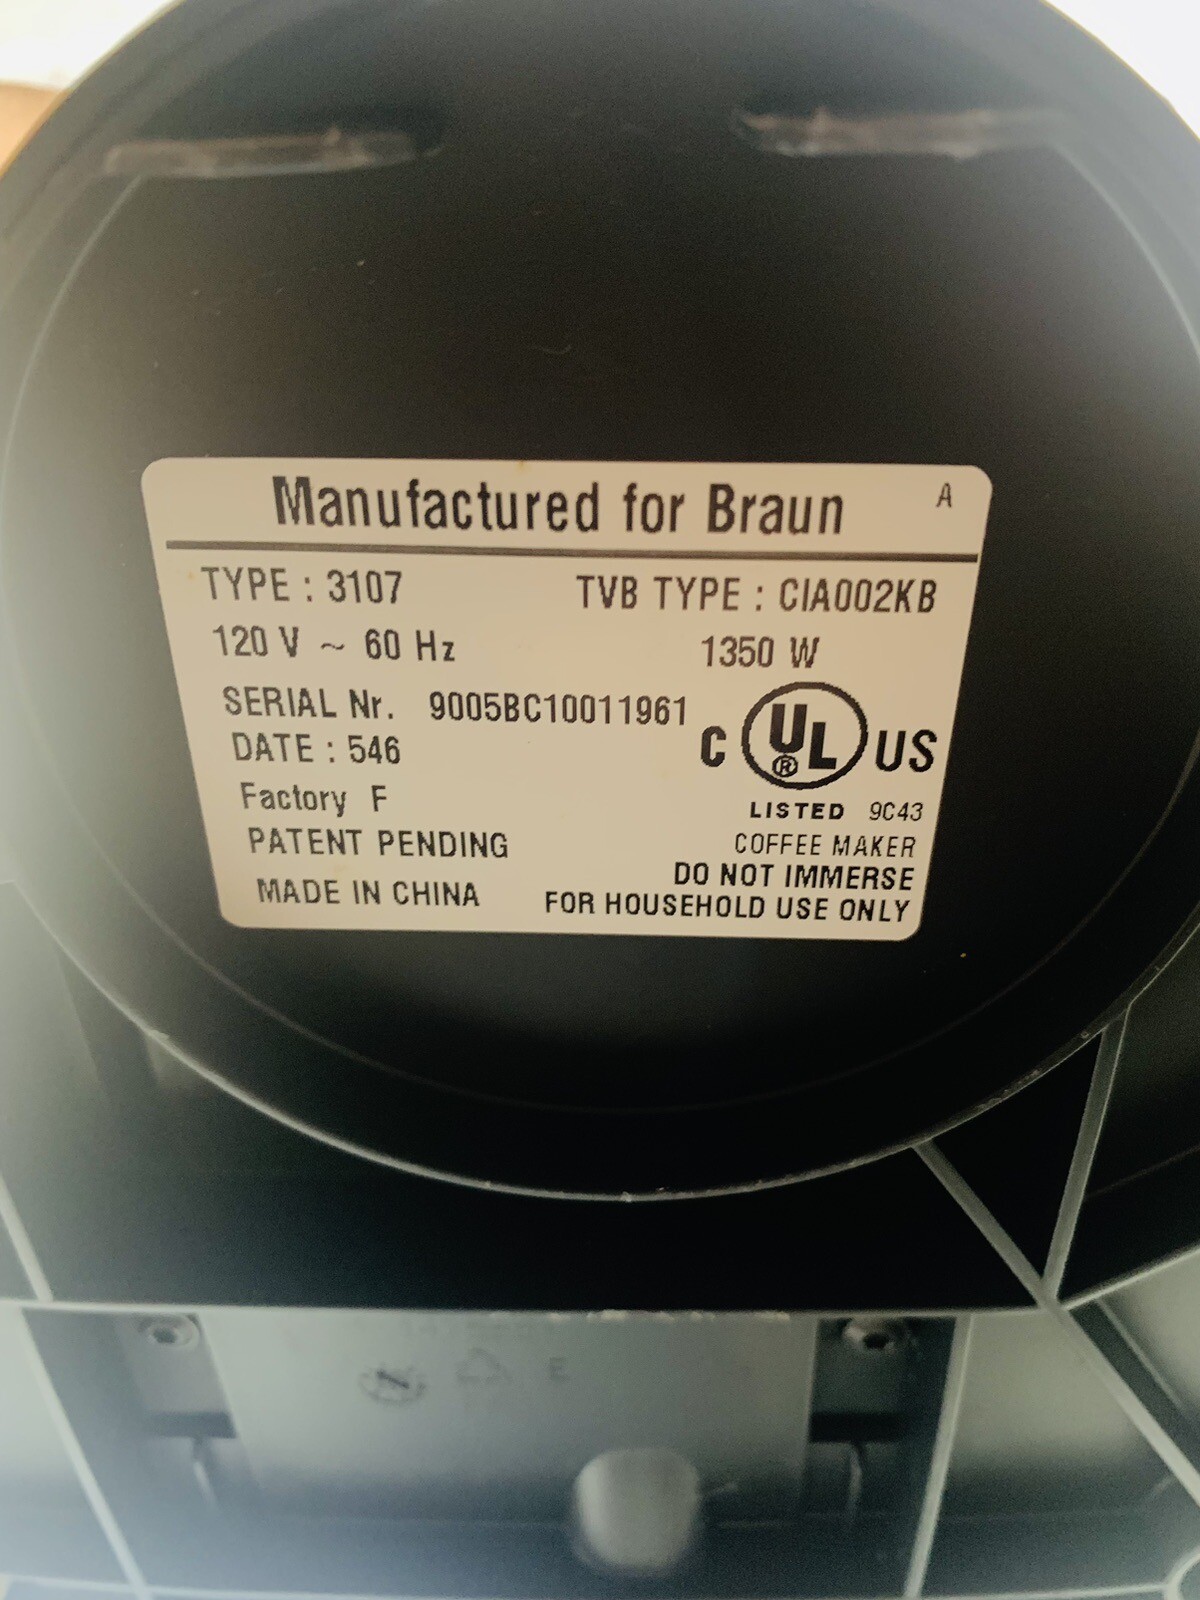 Manufactured for Braun A
TYPE : 3107 TVB TYPE : CIA002KB
120 V ~ 60 Hz 1350 W
SERIAL Nr. 9005BC10011961
DATE : 546
C UL ® US
Factory F
LISTED 9C43
PATENT PENDING
COFFEE MAKER
MADE IN CHINA
DO NOT IMMERSE
FOR HOUSEHOLD USE ONLY
E